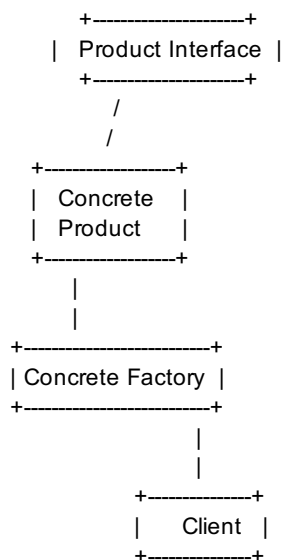 Product Interface
Concrete
Product
Concrete Factory
Client